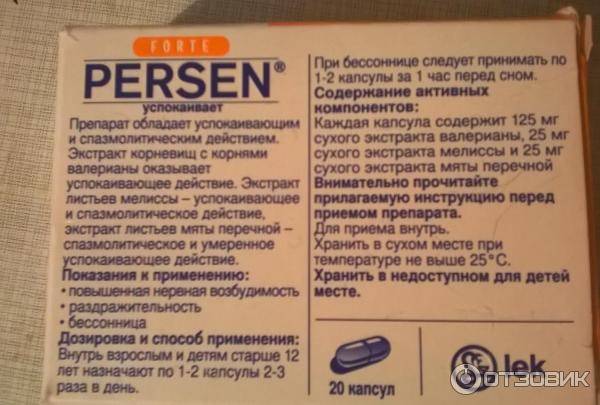 FORTE
PERSEN®
успокаивает
Препарат обладает успокаивающим
и спазмолитическим действием.
Экстракт корневищ с корнями
валерианы оказывает
успокаивающее действие. Экстракт
листьев мелиссы – успокаивающее
и спазмолитическое действие,
экстракт листьев мяты перечной –
спазмолитическое и умеренное
успокаивающее действие.
Показания к применению:
• повышенная нервная возбудимость
• раздражительность
• бессонница
Дозировка и способ применения:
Внутрь взрослым и детям старше 12
лет назначают по 1-2 капсулы 2-3
раза в день.
При бессоннице следует принимать по
1-2 капсулы за 1 час перед сном.
Содержание активных
компонентов:
Каждая капсула содержит 125 мг
сухого экстракта валерианы, 25 мг
сухого экстракта мелиссы и 25 мг
сухого экстракта мяты перечной
Внимательно прочитайте
прилагаемую инструкцию перед
приемом препарата.
Для приема внутрь.
Хранить в сухом месте при
температуре не выше 25°C.
Хранить в недоступном для детей
месте.
20 капсул
lek
ОТЗОВИК